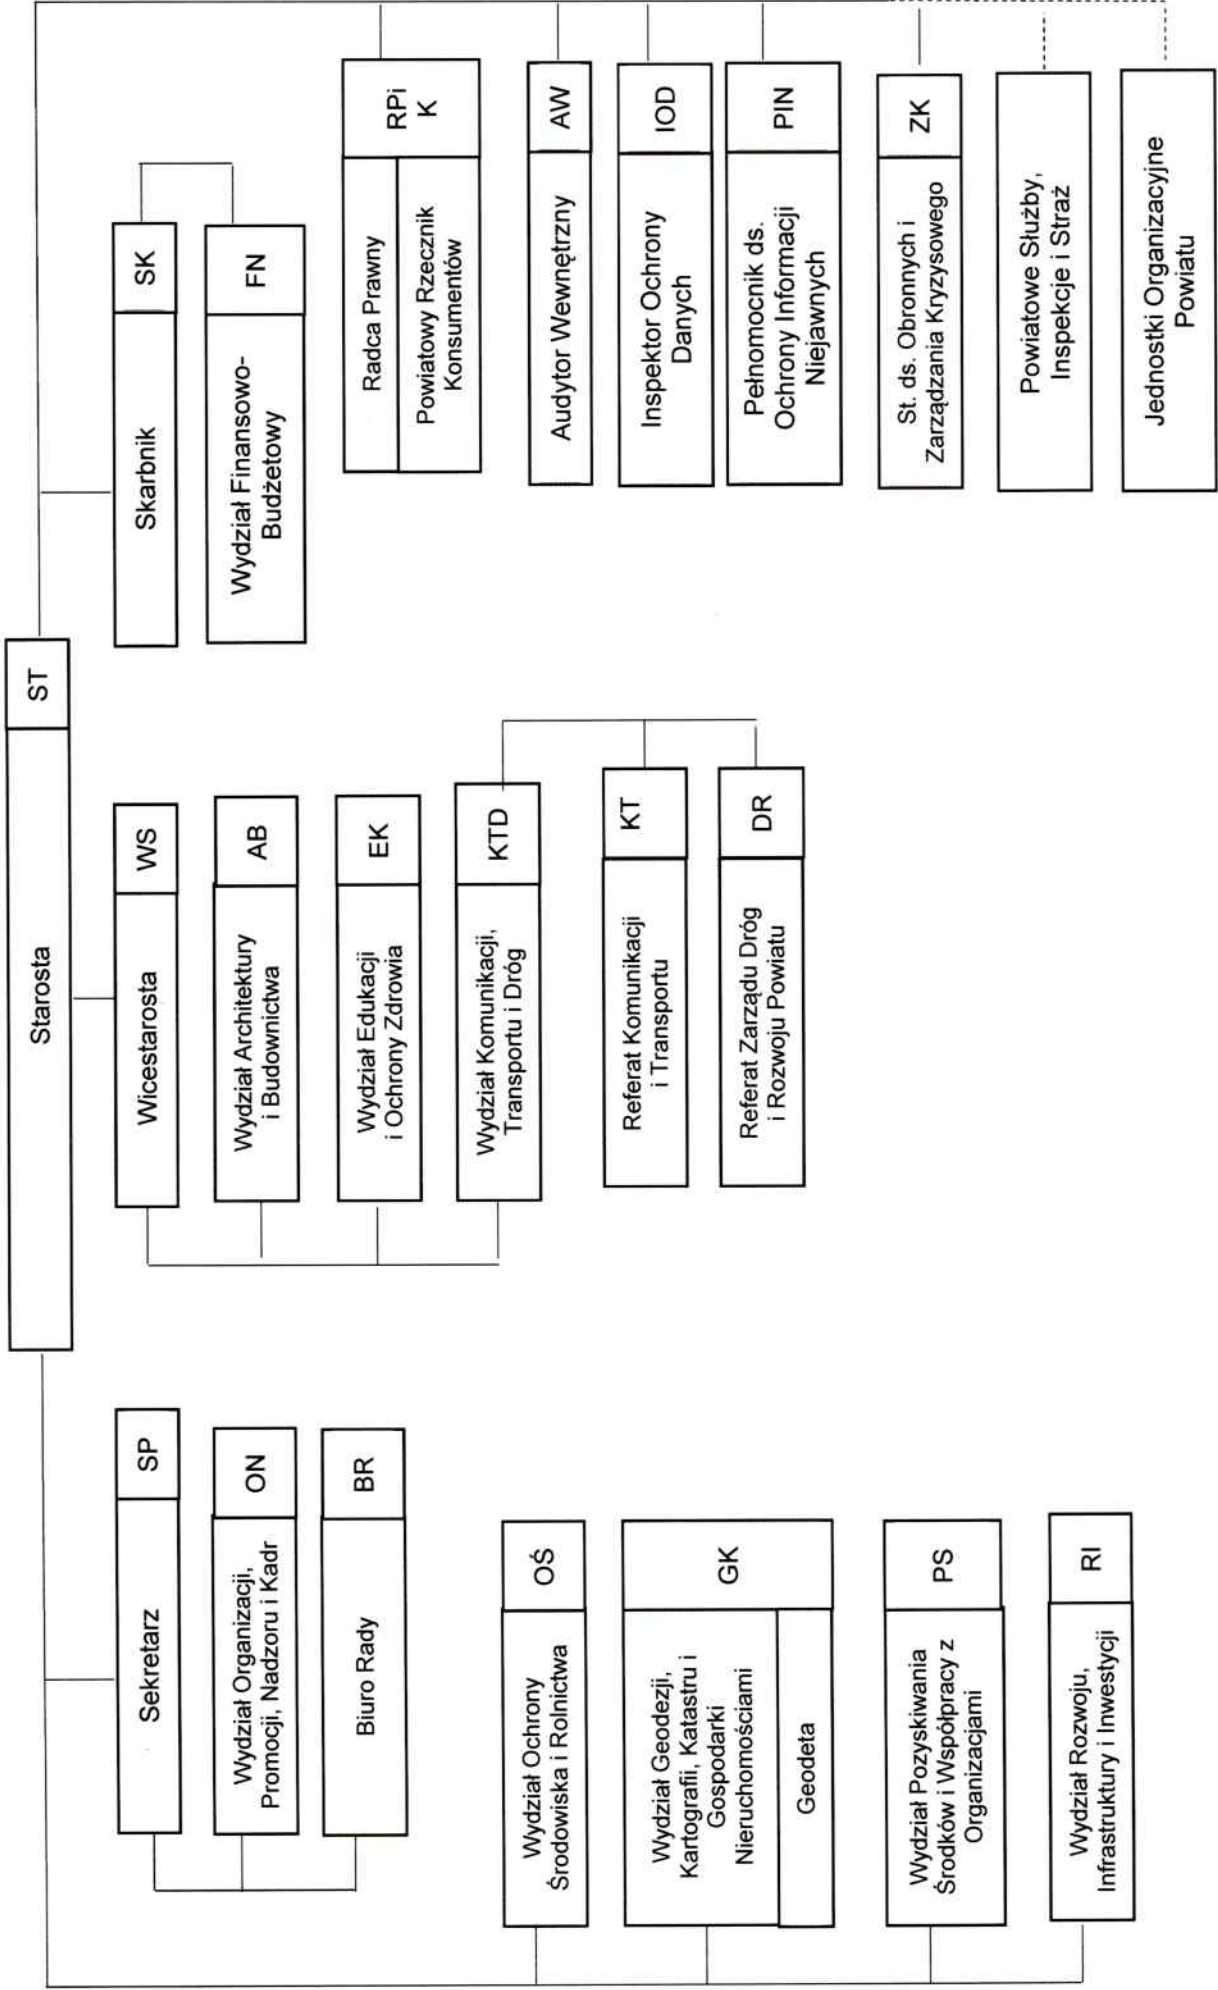 Starosta
ST
Sekretarz
SP
Wydział Organizacji,
Promocji, Nadzoru i Kadr
ON
Biuro Rady
BR
Wydział Ochrony
Środowiska i Rolnictwa
OŚ
Wydział Geodezji,
Kartografii, Katastru i
Gospodarki
Nieruchomościami
GK
Geodeta
Wydział Pozyskiwania
Środków i Współpracy z
Organizacjami
PS
Wydział Rozwoju,
Infrastruktury i Inwestycji
RI
Wicestarosta
WS
Wydział Architektury
i Budownictwa
AB
Wydział Edukacji
i Ochrony Zdrowia
EK
Wydział Komunikacji,
Transportu i Dróg
KTD
Referat Komunikacji
i Transportu
KT
Referat Zarządu Dróg
i Rozwoju Powiatu
DR
Skarbnik
SK
Wydział Finansowo-
Budżetowy
FN
Radca Prawny
RPi
K
Powiatowy Rzecznik
Konsumentów
Audytor Wewnętrzny
AW
Inspektor Ochrony
Danych
IOD
Pełnomocnik ds.
Ochrony Informacji
Niejawnych
PIN
St. ds. Obronnych i
Zarządzania Kryzysowego
ZK
Powiatowe Służby,
Inspekcje i Straż
Jednostki Organizacyjne
Powiatu